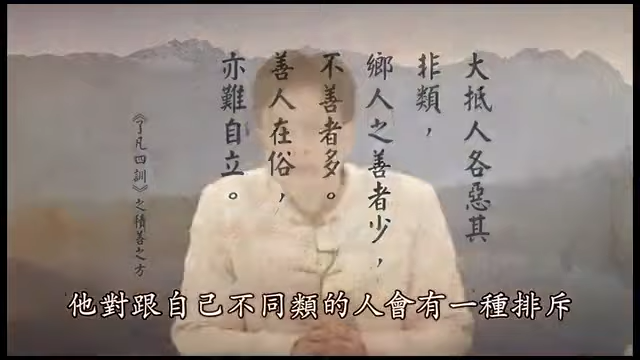 大抵人各惡其
非類，
鄉人之善者少，
不善者多。
善人在俗，
亦難自立。
《了凡四訓》之積善之方
他對跟自己不同類的人會有一種排斥